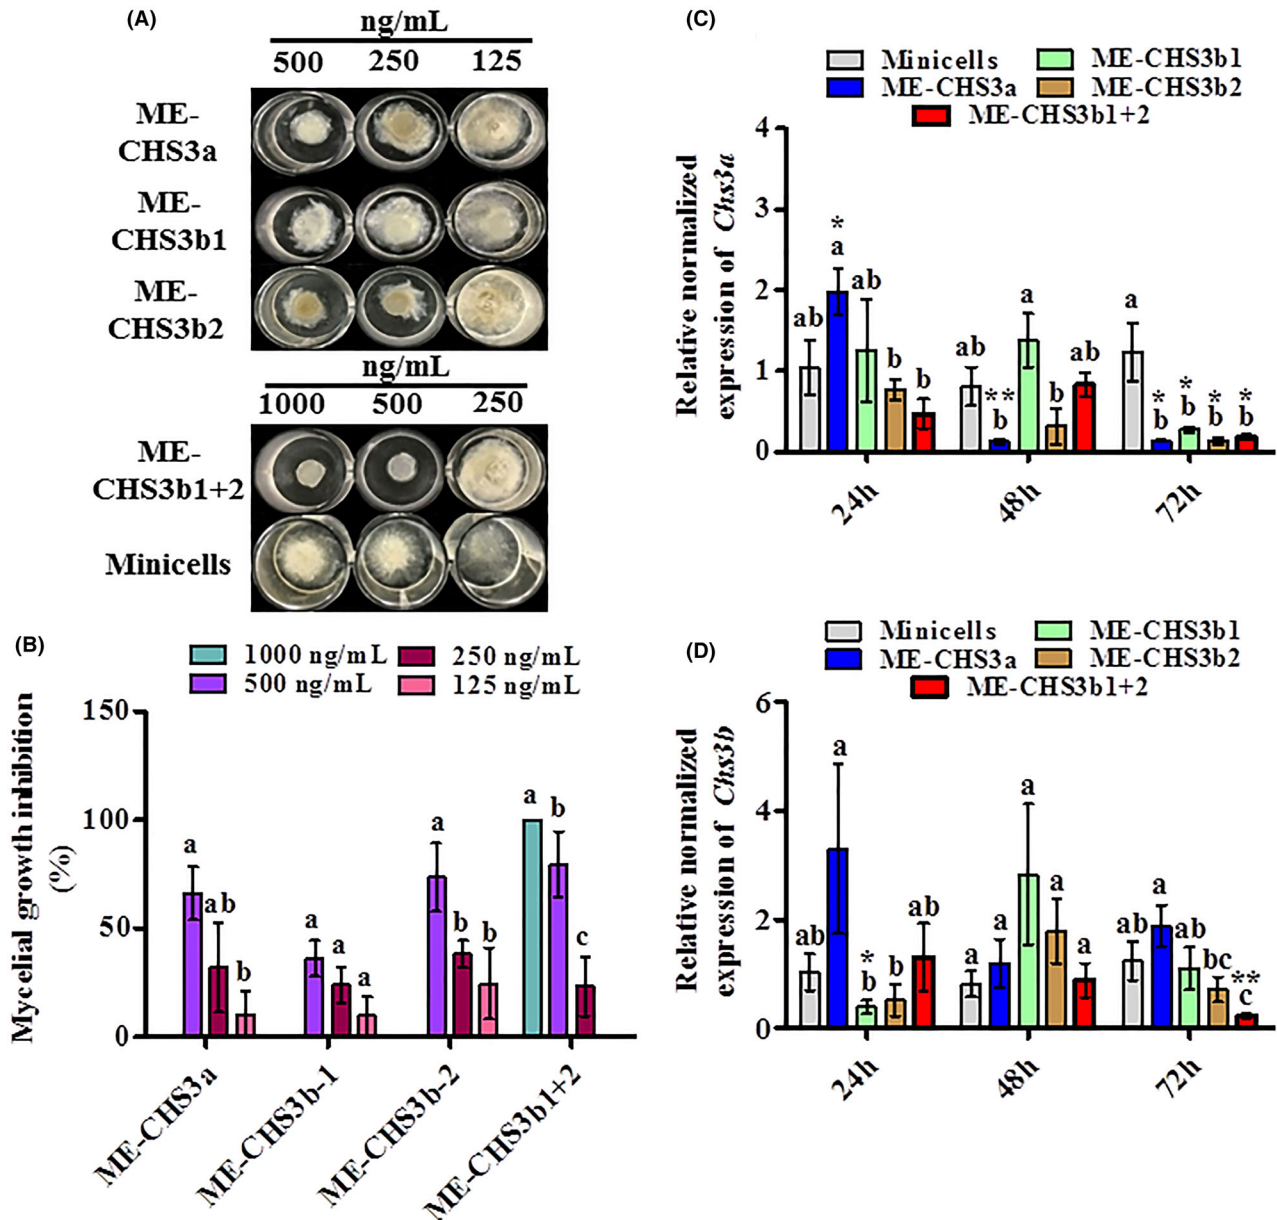 (A)
ng/mL
500 250 125
ME-
CHS3a
ME-
CHS3b1
ME-
CHS3b2
ng/mL
1000 500 250
ME-
CHS3b1+2
Minicells
(B)
1000 ng/mL 250 ng/mL
500 ng/mL 125 ng/mL
Mycelial growth inhibition
(%)
150
100
50
0
a ab b
a a a
a b b
a b c
ME-CHS3a
ME-CHS3b-1
ME-CHS3b-2
ME-CHS3b1+2
(C)
Minicells ME-CHS3b1
ME-CHS3a ME-CHS3b2
ME-CHS3b1+2
Relative normalized
expression of Chs3a
4
3
2
1
0
ab * a ab b b
ab ** b a b ab
a * b * b * b * b
24h 48h 72h
(D)
Minicells ME-CHS3b1
ME-CHS3a ME-CHS3b2
ME-CHS3b1+2
Relative normalized
expression of Chs3b
6
4
2
0
ab a * b b ab
a a a a a
ab a ab bc ** c
24h 48h 72h